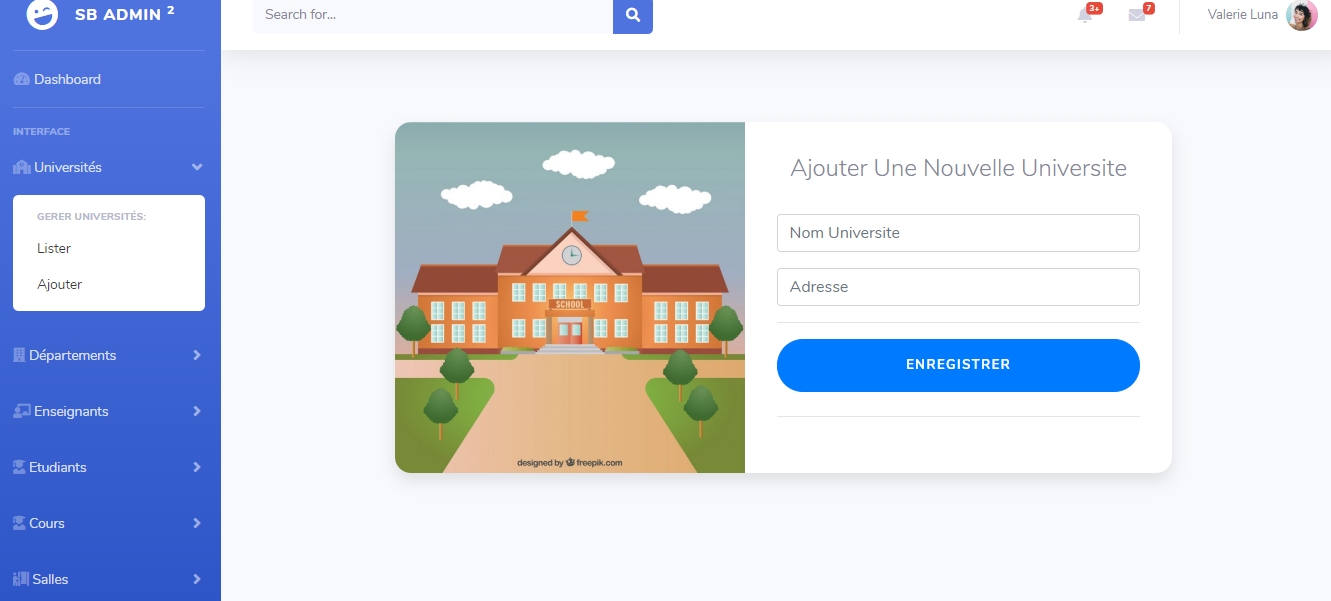 SB ADMIN 2
Search for...
3+
7
Valerie Luna
Dashboard
INTERFACE
Universités
GERER UNIVERSITÉS:
Lister
Ajouter
Départements
Enseignants
Etudiants
Cours
Salles
SCHOOL
designed by freepik.com
Ajouter Une Nouvelle Universite
Nom Universite
Adresse
ENREGISTRER